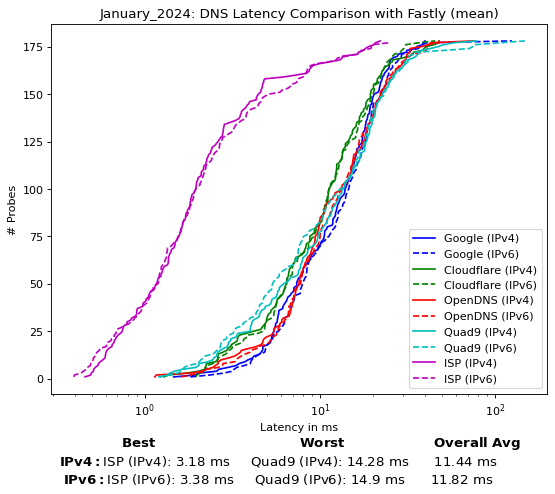 January_2024: DNS Latency Comparison with Fastly (mean)
# Probes
175
150
125
100
75
50
25
0
10⁰
10¹
10²
Latency in ms
Google (IPv4)
Google (IPv6)
Cloudflare (IPv4)
Cloudflare (IPv6)
OpenDNS (IPv4)
OpenDNS (IPv6)
Quad9 (IPv4)
Quad9 (IPv6)
ISP (IPv4)
ISP (IPv6)
Best Worst Overall Avg
IPv4: ISP (IPv4): 3.18 ms Quad9 (IPv4): 14.28 ms 11.44 ms
IPv6: ISP (IPv6): 3.38 ms Quad9 (IPv6): 14.9 ms 11.82 ms